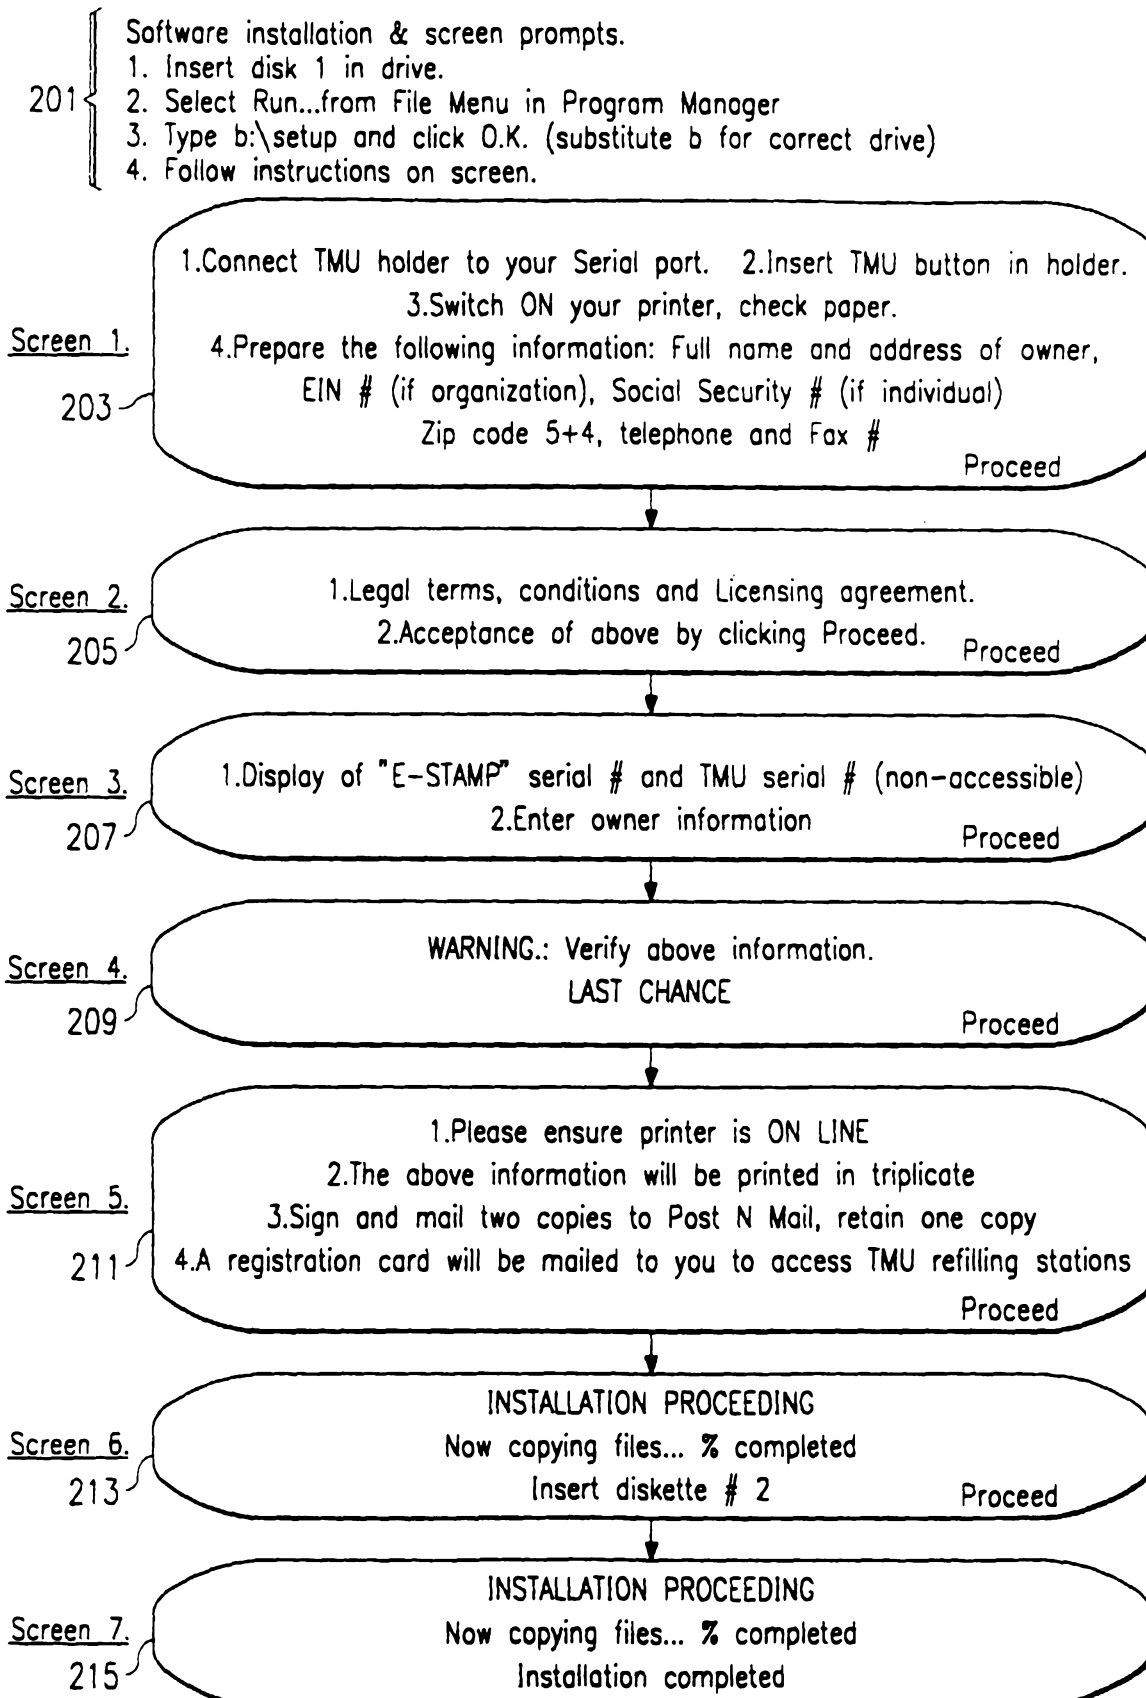 Software installation & screen prompts.
1. Insert disk 1 in drive.
201
2. Select Run...from File Menu in Program Manager
3. Type b:\setup and click O.K. (substitute b for correct drive)
4. Follow instructions on screen.
1.Connect TMU holder to your Serial port. 2.Insert TMU button in holder.
3.Switch ON your printer, check paper.
Screen 1.
4.Prepare the following information: Full name and address of owner,
203
EIN # (if organization), Social Security # (if individual)
Zip code 5+4, telephone and Fax #
Proceed
Screen 2.
205
1.Legal terms, conditions and Licensing agreement.
2.Acceptance of above by clicking Proceed.
Proceed
Screen 3.
207
1.Display of "E-STAMP" serial # and TMU serial # (non-accessible)
2.Enter owner information
Proceed
Screen 4.
209
WARNING.: Verify above information.
LAST CHANCE
Proceed
Screen 5.
211
1.Please ensure printer is ON LINE
2.The above information will be printed in triplicate
3.Sign and mail two copies to Post N Mail, retain one copy
4.A registration card will be mailed to you to access TMU refilling stations
Proceed
Screen 6.
213
INSTALLATION PROCEEDING
Now copying files... % completed
Insert diskette # 2
Proceed
Screen 7.
215
INSTALLATION PROCEEDING
Now copying files... % completed
Installation completed